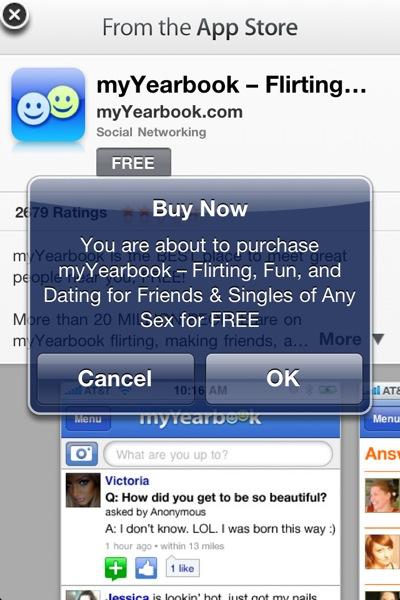 From the App Store
myYearbook – Flirting...
myYearbook.com
Social Networking
FREE
2679 Ratings
Buy Now
You are about to purchase
myYearbook – Flirting, Fun, and
Dating for Friends & Singles of Any
Sex for FREE
myYearbook is the BEST place to meet great
people near you, FREE!
More than 20 MILLION are on
myYearbook flirting, making friends, a... More
Cancel
OK
AT&T 10:16 AM
AT&T
Menu
myYearbook
Menu
What are you up to?
Answ
Victoria
Q: How did you get to be so beautiful?
asked by Anonymous
A: I don't know. LOL. I was born this way :)
1 hour ago • within 13 miles
1 like
Jessica is lookin' hot, just got my nails